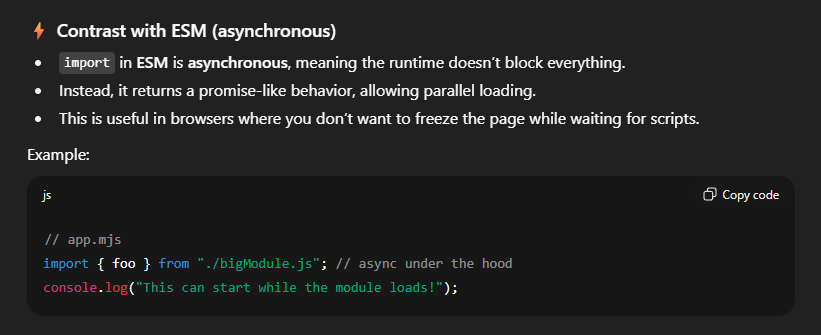 ⚡ Contrast with ESM (asynchronous)
• import in ESM is asynchronous, meaning the runtime doesn't block everything.
• Instead, it returns a promise-like behavior, allowing parallel loading.
• This is useful in browsers where you don't want to freeze the page while waiting for scripts.
Example:
js
Copy code
// app.mjs
import { foo } from "./bigModule.js"; // async under the hood
console.log("This can start while the module loads!");